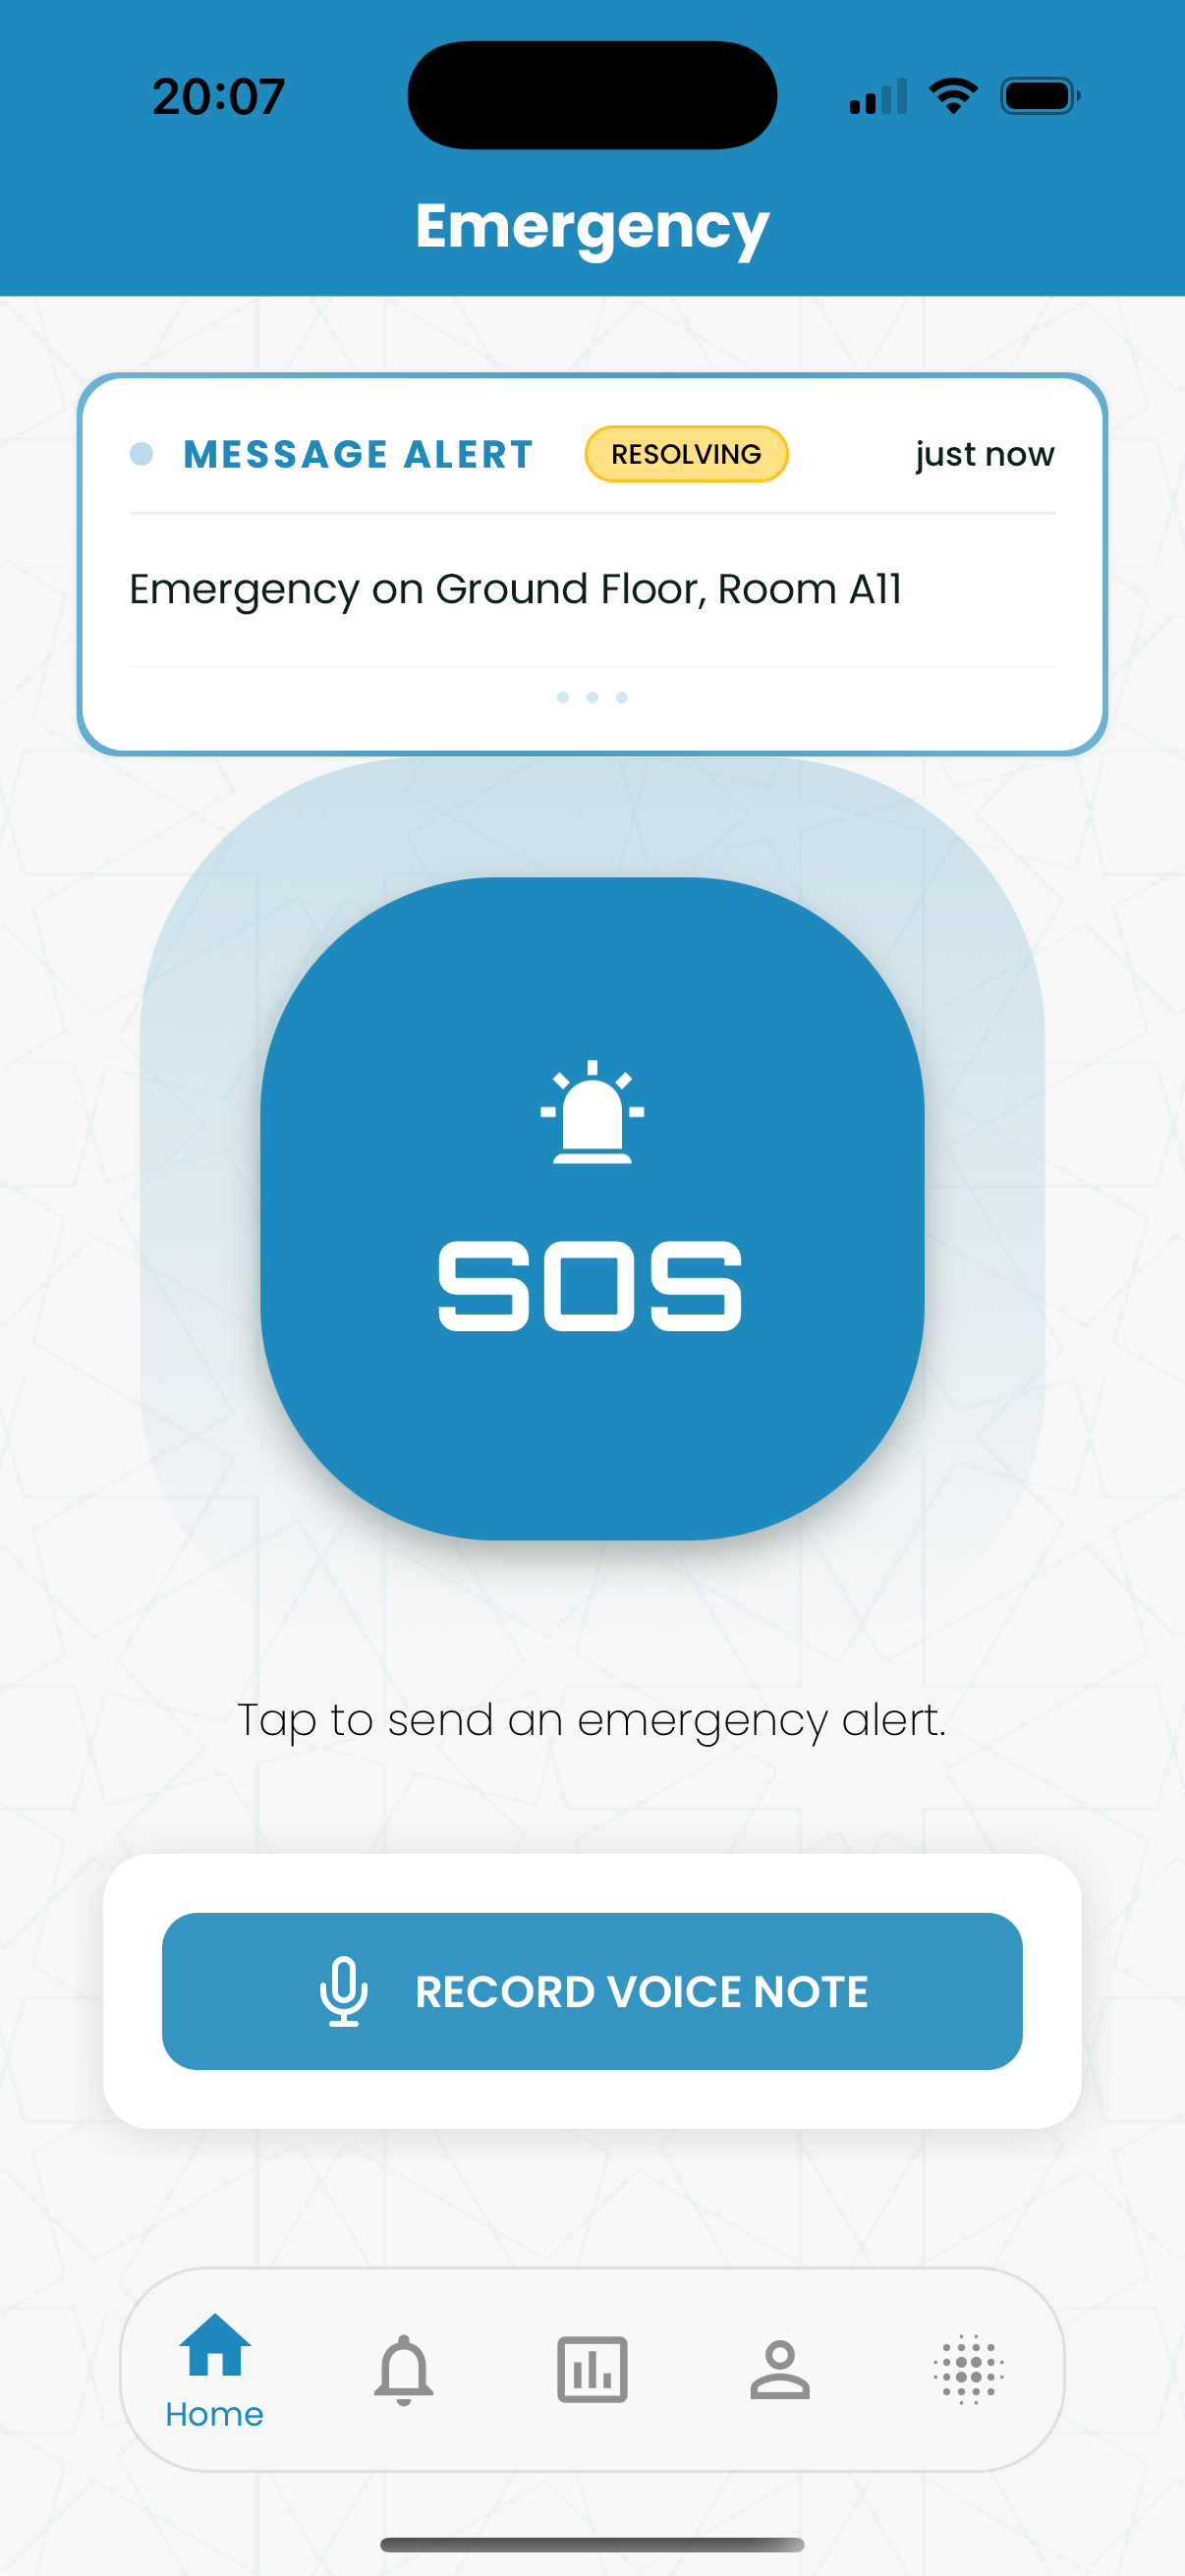 20:07
Emergency
MESSAGE ALERT RESOLVING just now
Emergency on Ground Floor, Room A11
SOS
Tap to send an emergency alert.
RECORD VOICE NOTE
Home